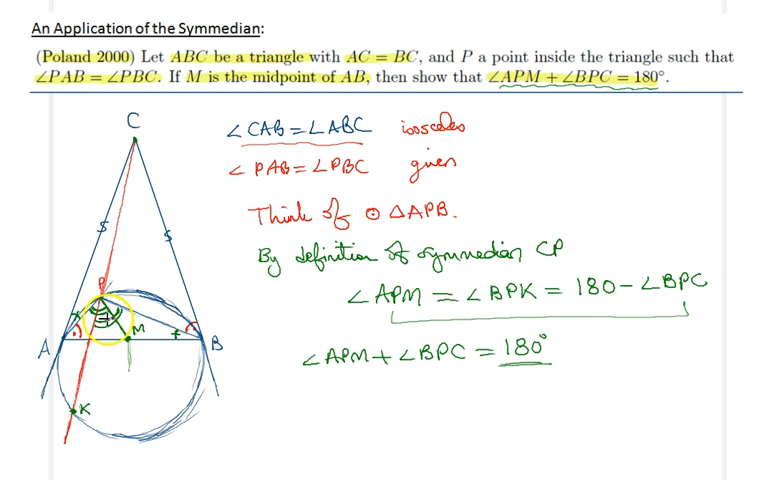 An Application of the Symmedian:
(Poland 2000) Let ABC be a triangle with AC = BC, and P a point inside the triangle such that
∠PAB = ∠PBC. If M is the midpoint of AB, then show that ∠APM + ∠BPC = 180°.
C
∠CAB = ∠ABC isosceles
∠PAB = ∠PBC given
Think of ⊙ △APB.
By definition of symmedian CP
∠APM = ∠BPK = 180 - ∠BPC
∠APM + ∠BPC = 180°
P
M
A
B
K